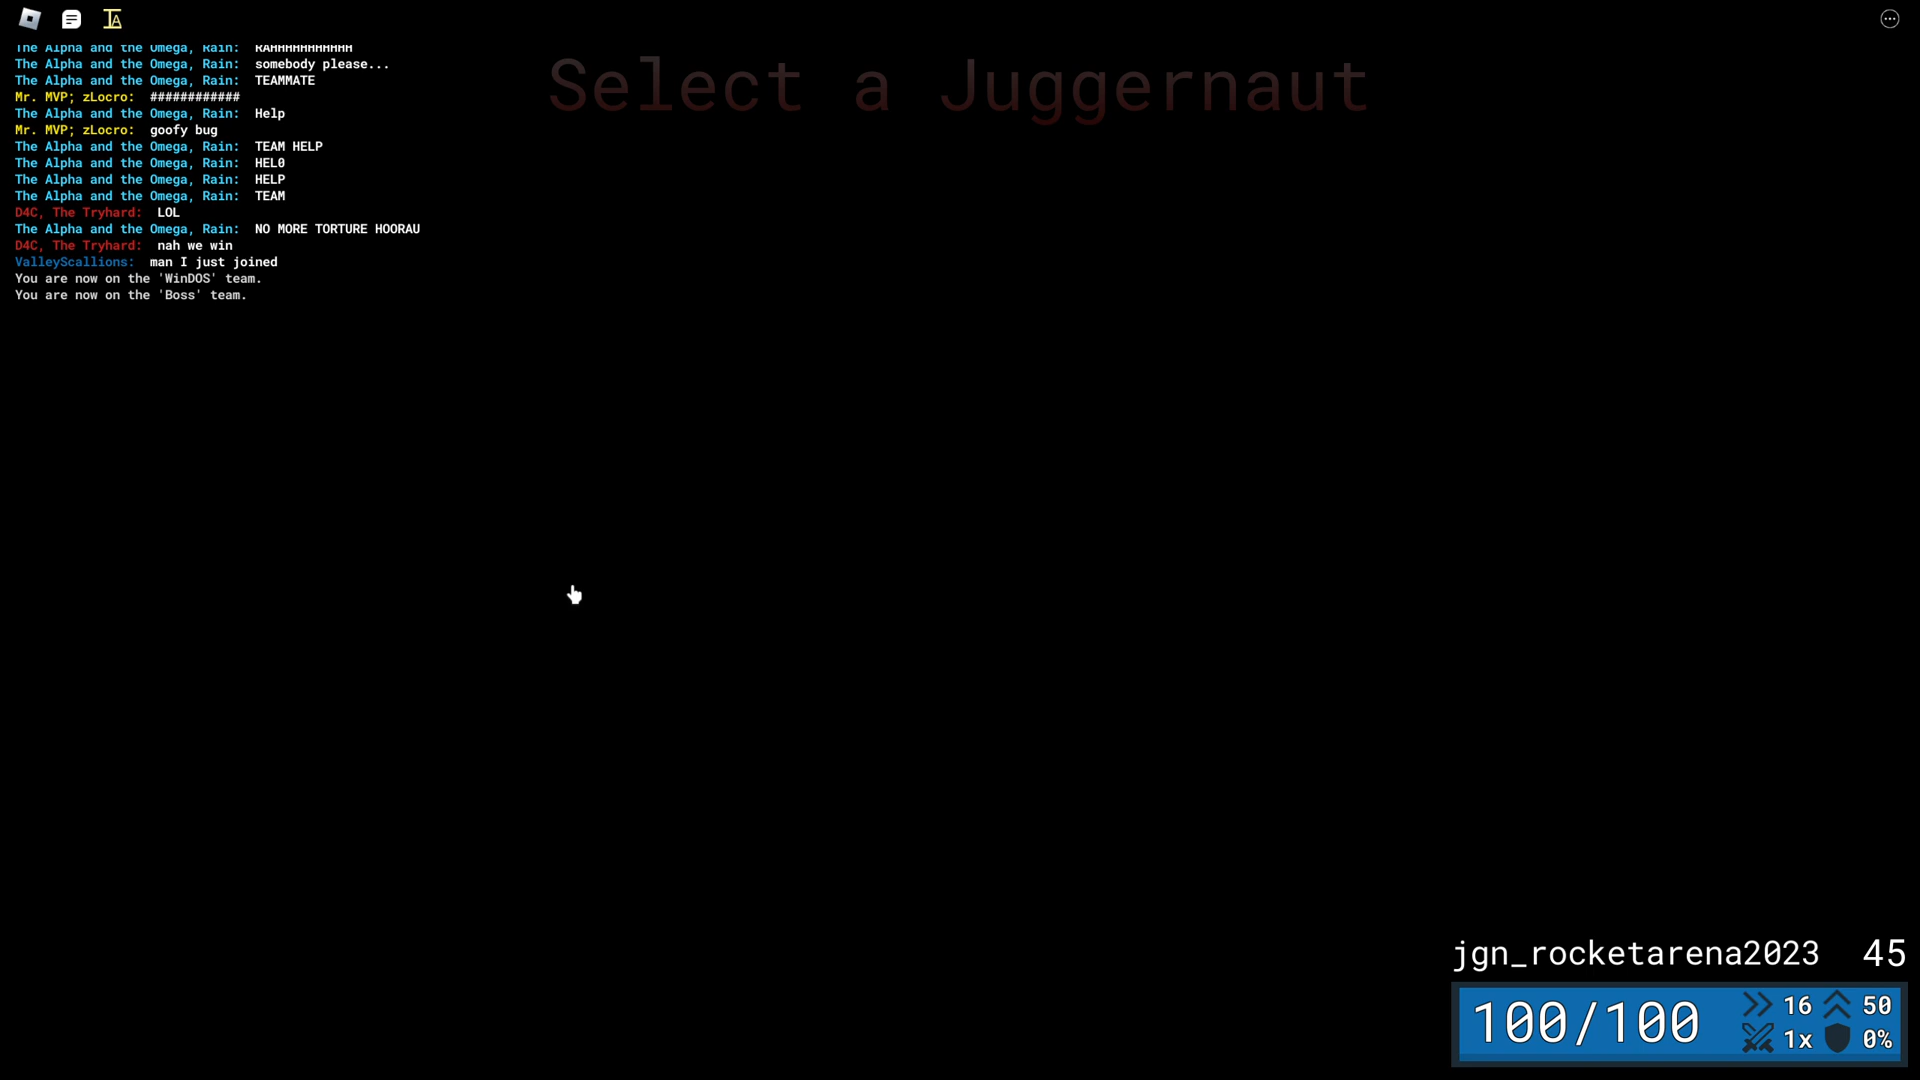 The Alpha and the Omega, Rain: RAHHHHHHHHHHH
The Alpha and the Omega, Rain: somebody please...
The Alpha and the Omega, Rain: TEAMMATE
Mr. MVP; zLocro: ############
The Alpha and the Omega, Rain: Help
Mr. MVP; zLocro: goofy bug
The Alpha and the Omega, Rain: TEAM HELP
The Alpha and the Omega, Rain: HEL0
The Alpha and the Omega, Rain: HELP
The Alpha and the Omega, Rain: TEAM
D4C, The Tryhard: LOL
The Alpha and the Omega, Rain: NO MORE TORTURE HOORAU
D4C, The Tryhard: nah we win
ValleyScallions: man I just joined
You are now on the 'WinDOS' team.
You are now on the 'Boss' team.
Select a Juggernaut
jgn_rocketarena2023 45
100/100 16 50
1x 0%